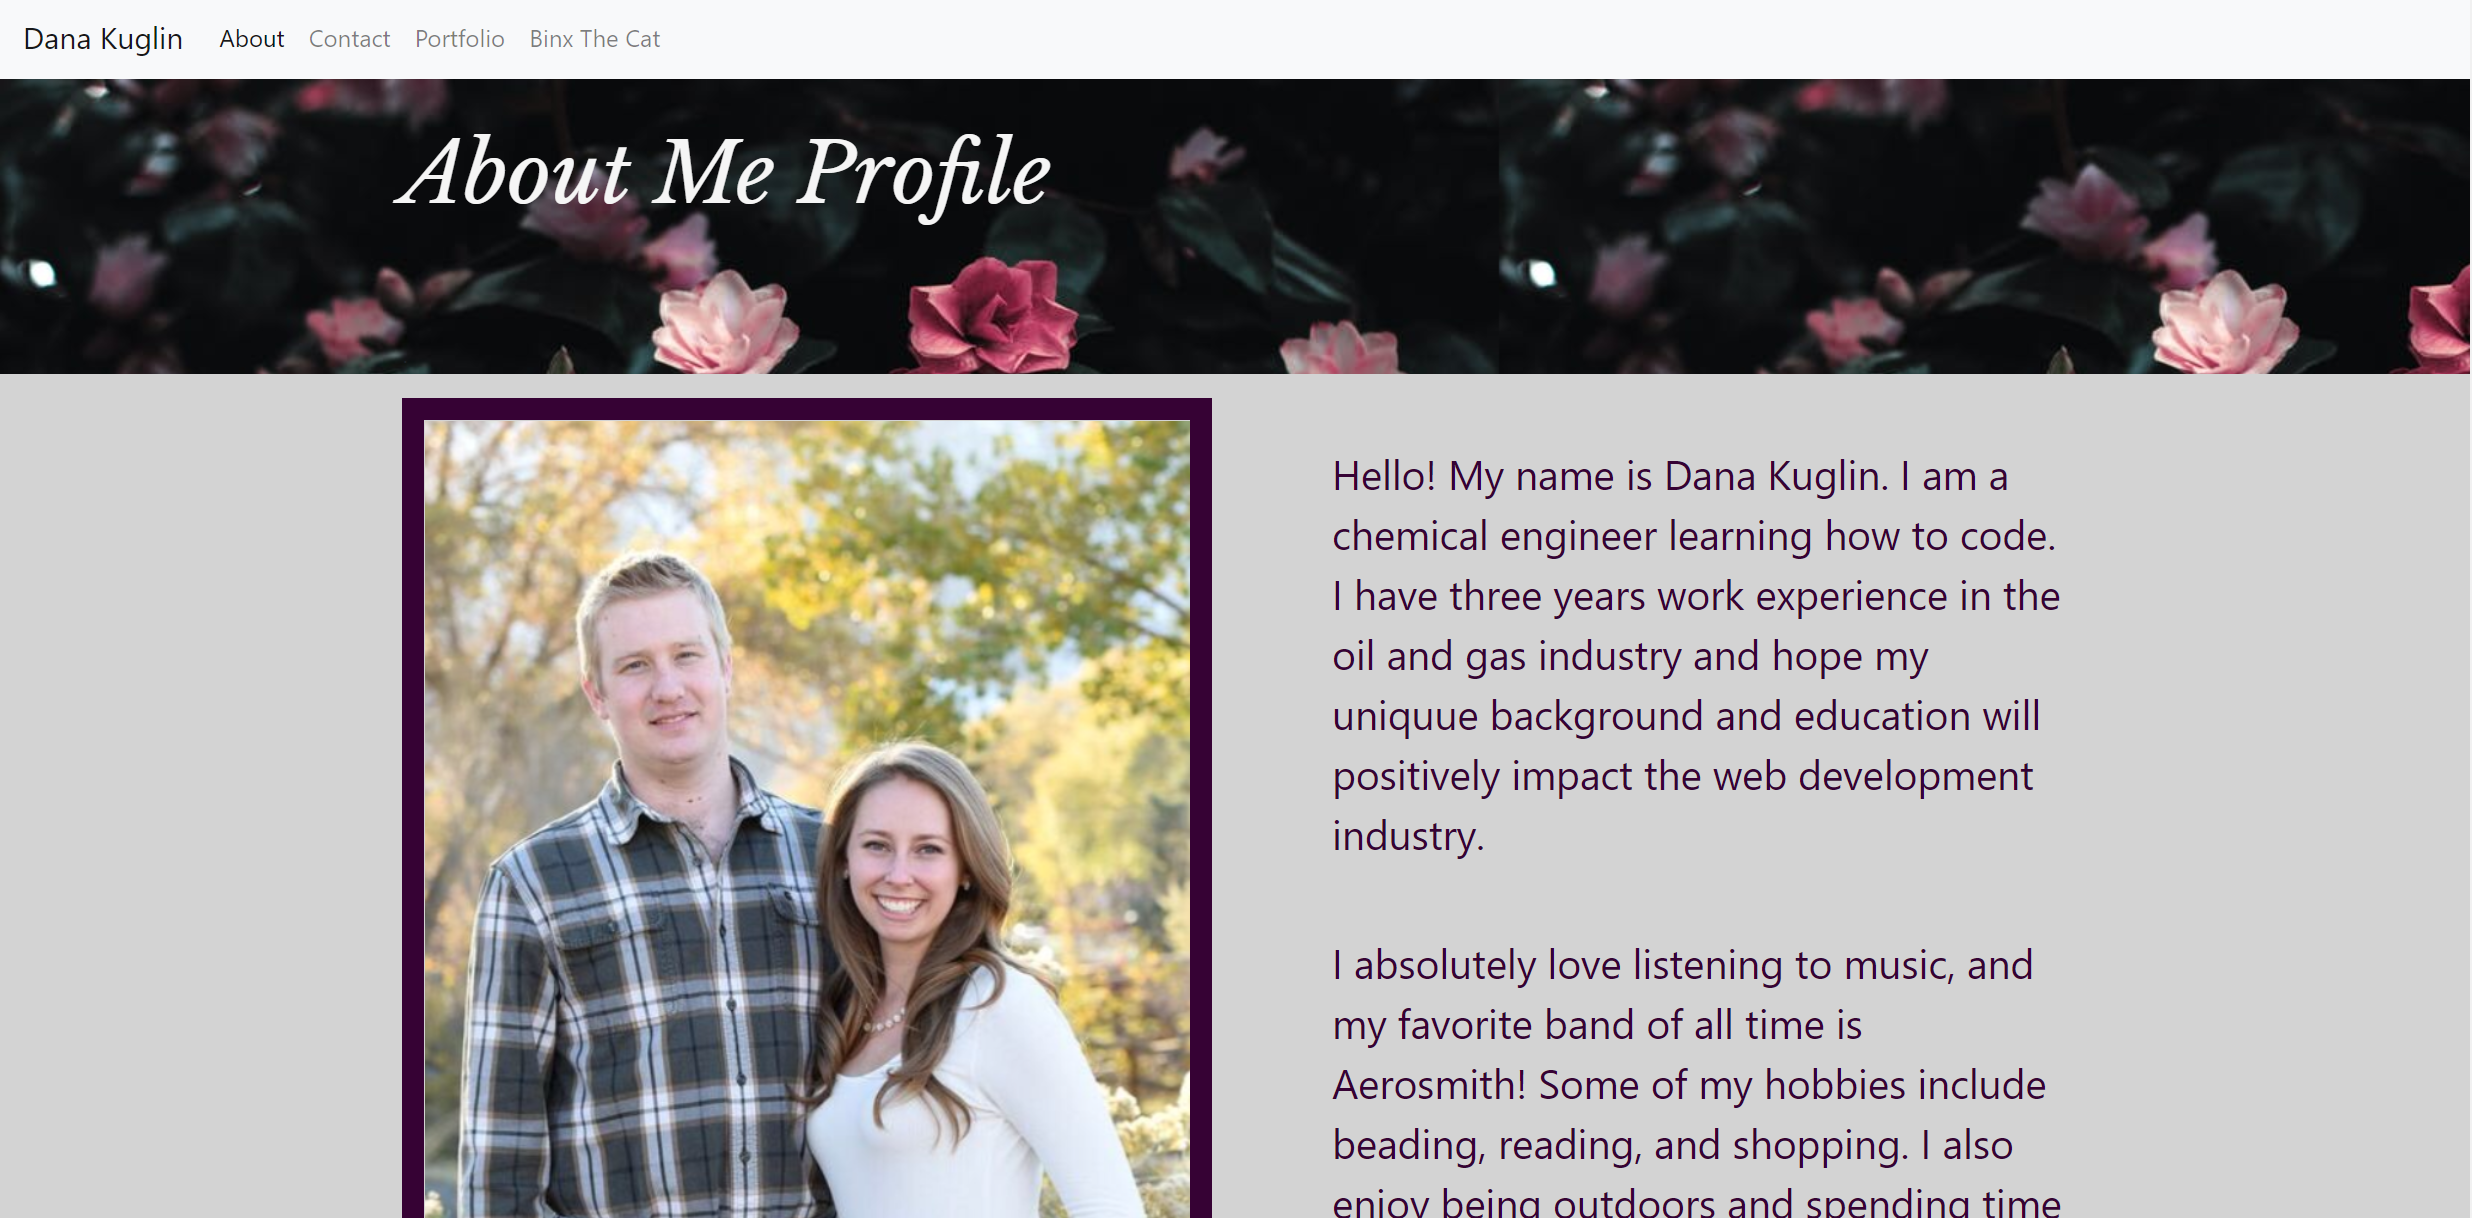 Dana Kuglin About Contact Portfolio Binx The Cat
About Me Profile
Hello! My name is Dana Kuglin. I am a
chemical engineer learning how to code.
I have three years work experience in the
oil and gas industry and hope my
uniquue background and education will
positively impact the web development
industry.
I absolutely love listening to music, and
my favorite band of all time is
Aerosmith! Some of my hobbies include
beading, reading, and shopping. I also
enjoy being outdoors and spending time